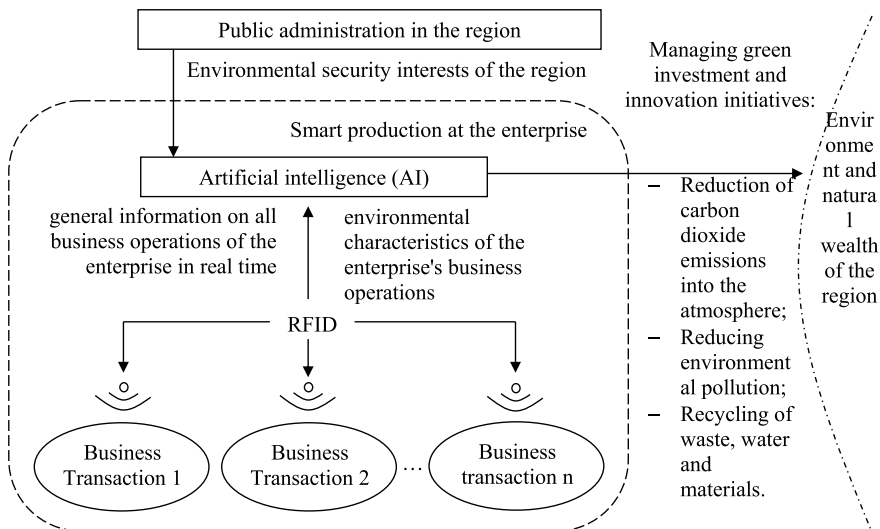 Public administration in the region
Environmental security interests of the region
Managing green
investment and
innovation initiatives:
Smart production at the enterprise
Artificial intelligence (AI)
general information on all
business operations of the
enterprise in real time
environmental
characteristics of the
enterprise's business
operations
RFID
Business
Transaction 1
Business
Transaction 2
...
Business
transaction n
– Reduction of
carbon
dioxide
emissions
into the
atmosphere;
– Reducing
environment
al pollution;
– Recycling of
waste, water
and
materials.
Envir
onme
nt and
natura
l
wealth
of the
region